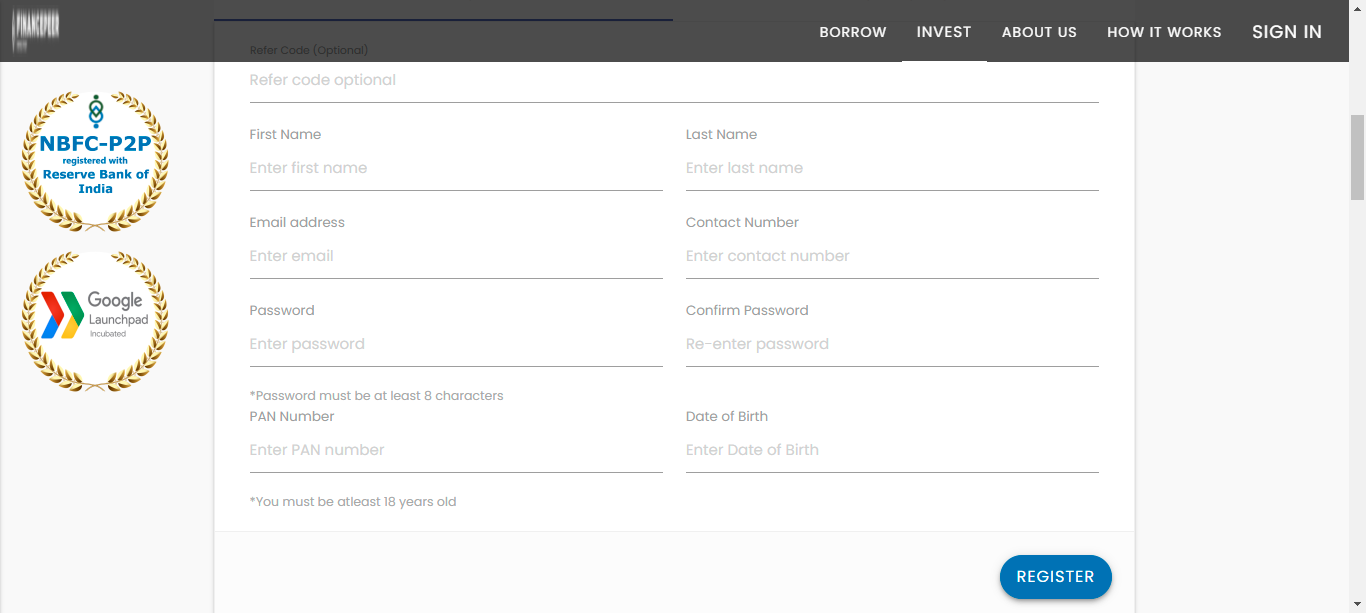 FINANCEPEER
BORROW INVEST ABOUT US HOW IT WORKS SIGN IN
Refer Code (Optional)
Refer code optional
NBFC-P2P
registered with
Reserve Bank of
India
Google
Launchpad
Incubated
First Name Last Name
Enter first name Enter last name
Email address Contact Number
Enter email Enter contact number
Password Confirm Password
Enter password Re-enter password
*Password must be at least 8 characters
PAN Number Date of Birth
Enter PAN number Enter Date of Birth
*You must be atleast 18 years old
REGISTER